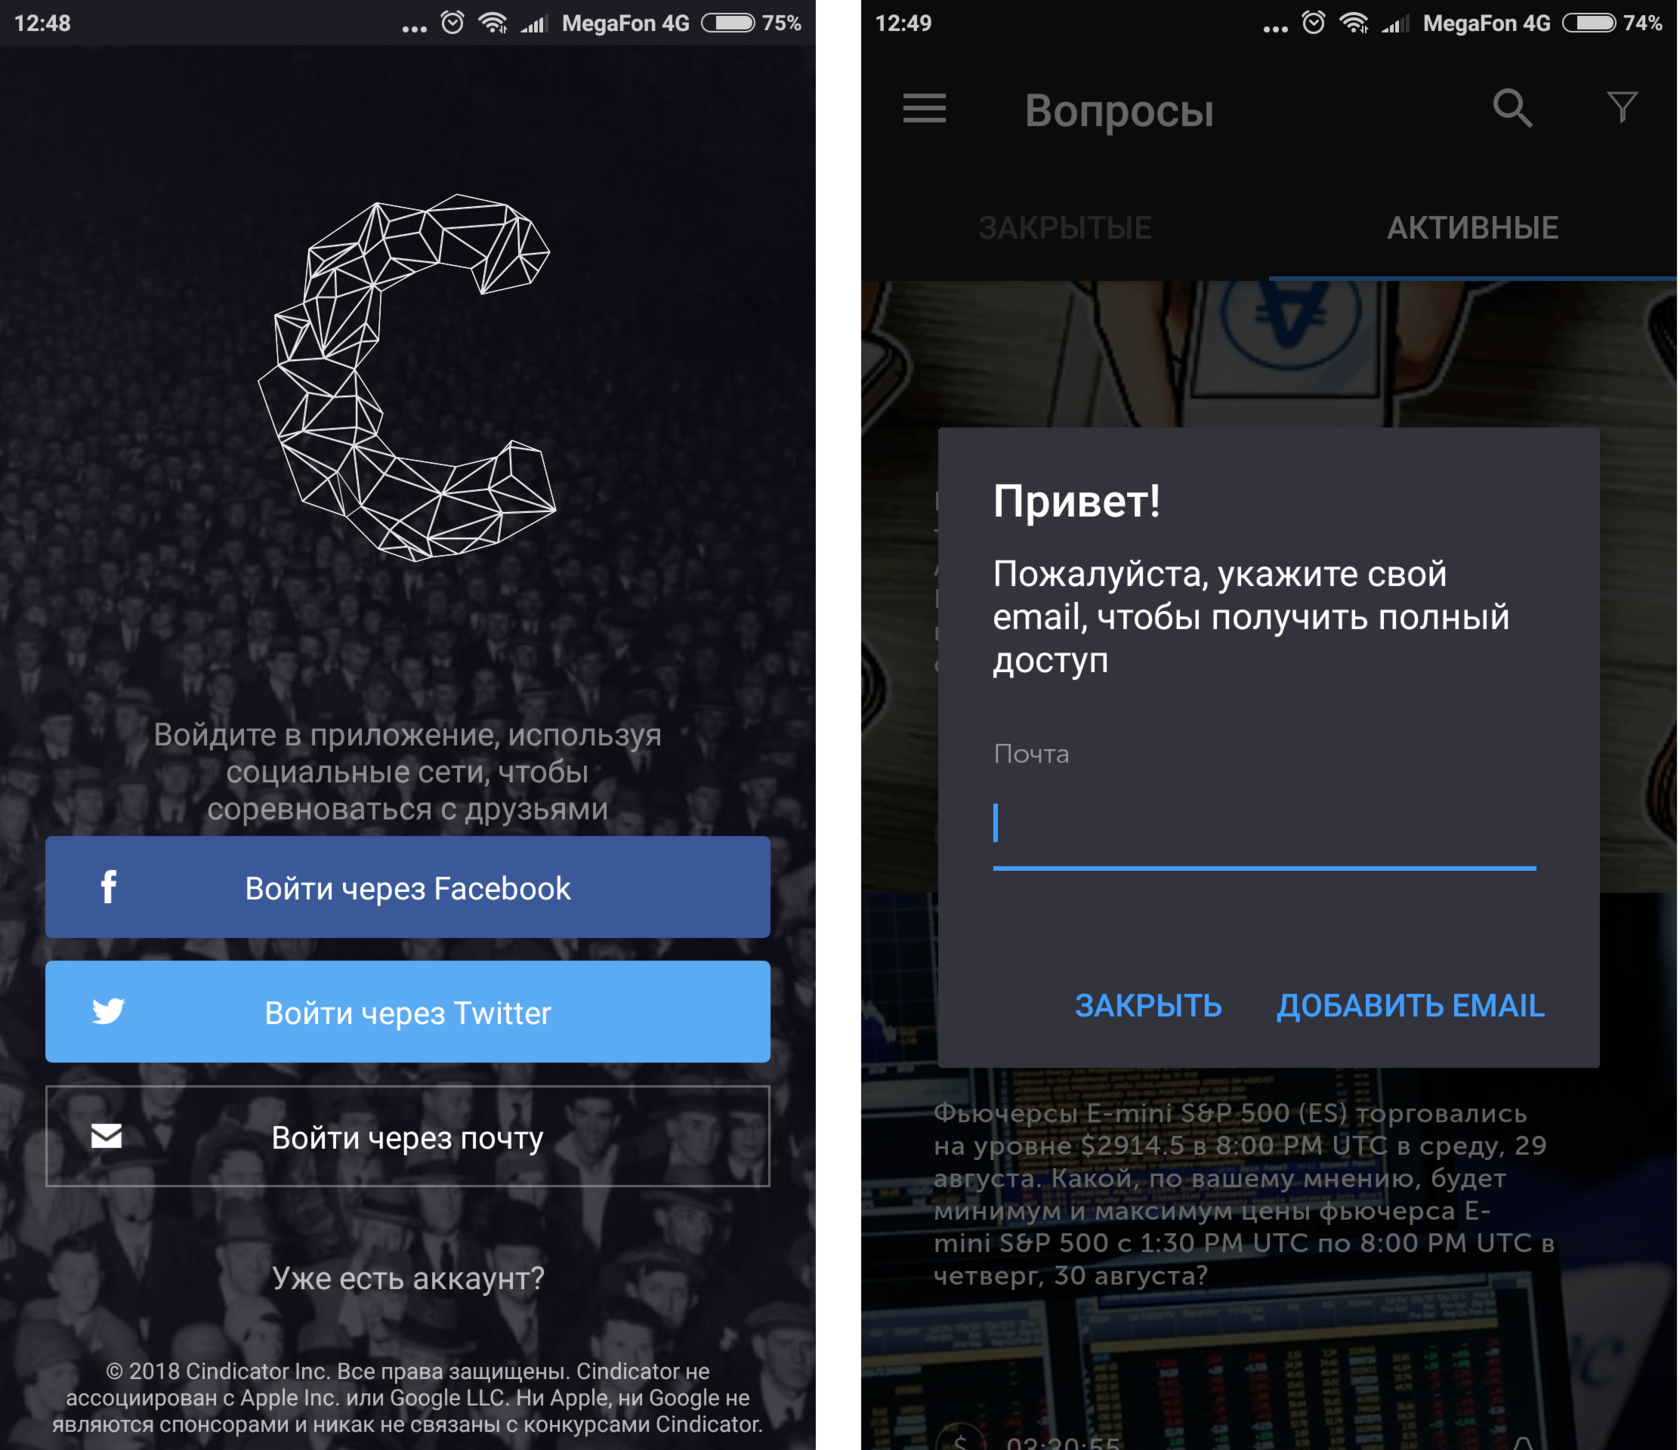 12:48
... MegaFon 4G 75%
Войдите в приложение, используя
социальные сети, чтобы
соревноваться с друзьями
Войти через Facebook
Войти через Twitter
Войти через почту
Уже есть аккаунт?
© 2018 Cindicator Inc. Все права защищены. Cindicator не
ассоциирован с Apple Inc. или Google LLC. Ни Apple, ни Google не
являются спонсорами и никак не связаны с конкурсами Cindicator.
12:49
... MegaFon 4G 74%
Вопросы
ЗАКРЫТЫЕ АКТИВНЫЕ
Привет!
Пожалуйста, укажите свой
email, чтобы получить полный
доступ
Почта
ЗАКРЫТЬ ДОБАВИТЬ EMAIL
Фьючерсы E-mini S&P 500 (ES) торговались
на уровне $2914.5 в 8:00 PM UTC в среду, 29
августа. Какой, по вашему мнению, будет
минимум и максимум цены фьючерса E-
mini S&P 500 с 1:30 PM UTC по 8:00 PM UTC в
четверг, 30 августа?
$ 03:30:55